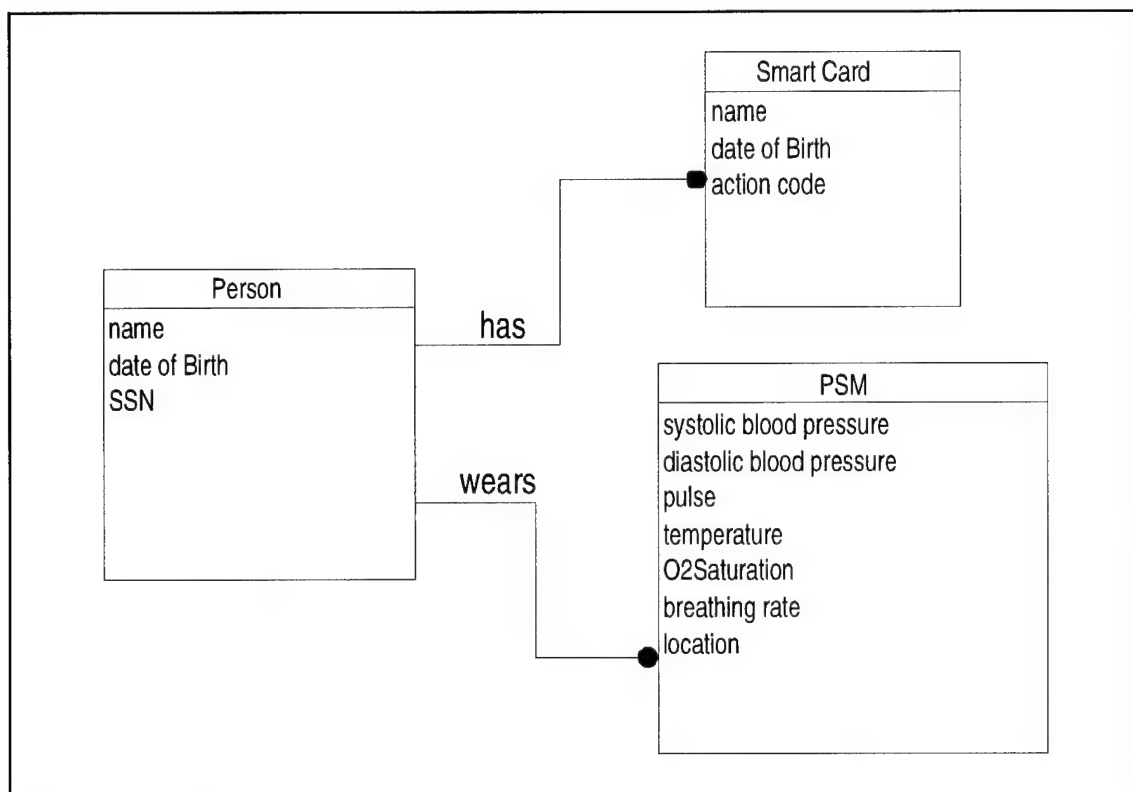 Smart Card
name
date of Birth
action code
Person
name
date of Birth
SSN
has
wears
PSM
systolic blood pressure
diastolic blood pressure
pulse
temperature
O2Saturation
breathing rate
location